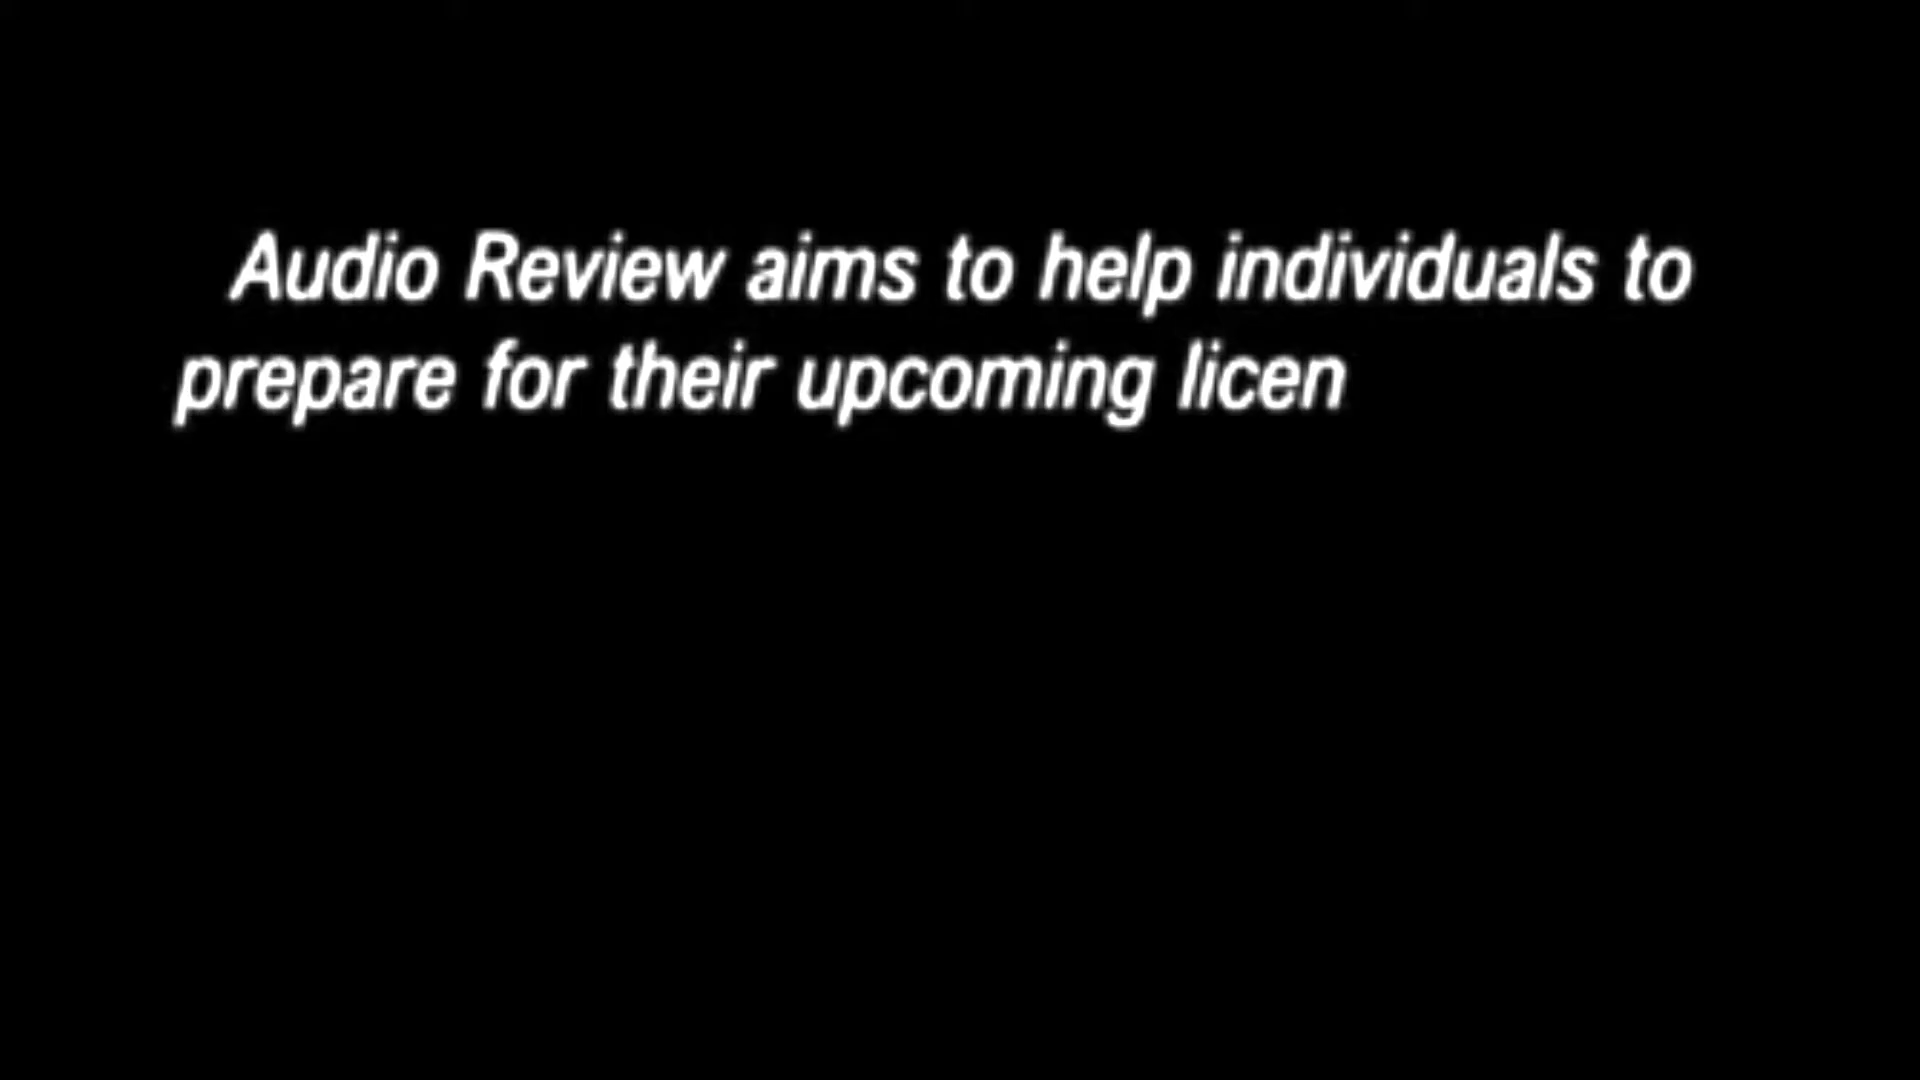 Audio Review aims to help individuals to
prepare for their upcoming licen